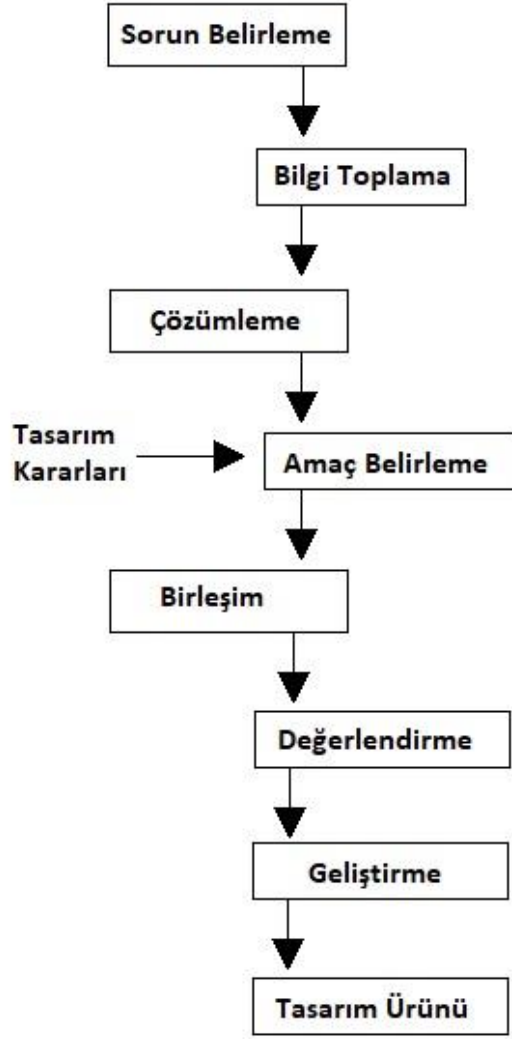 Sorun Belirleme
Bilgi Toplama
Çözümleme
Tasarım
Kararları
Amaç Belirleme
Birleşim
Değerlendirme
Geliştirme
Tasarım Ürünü